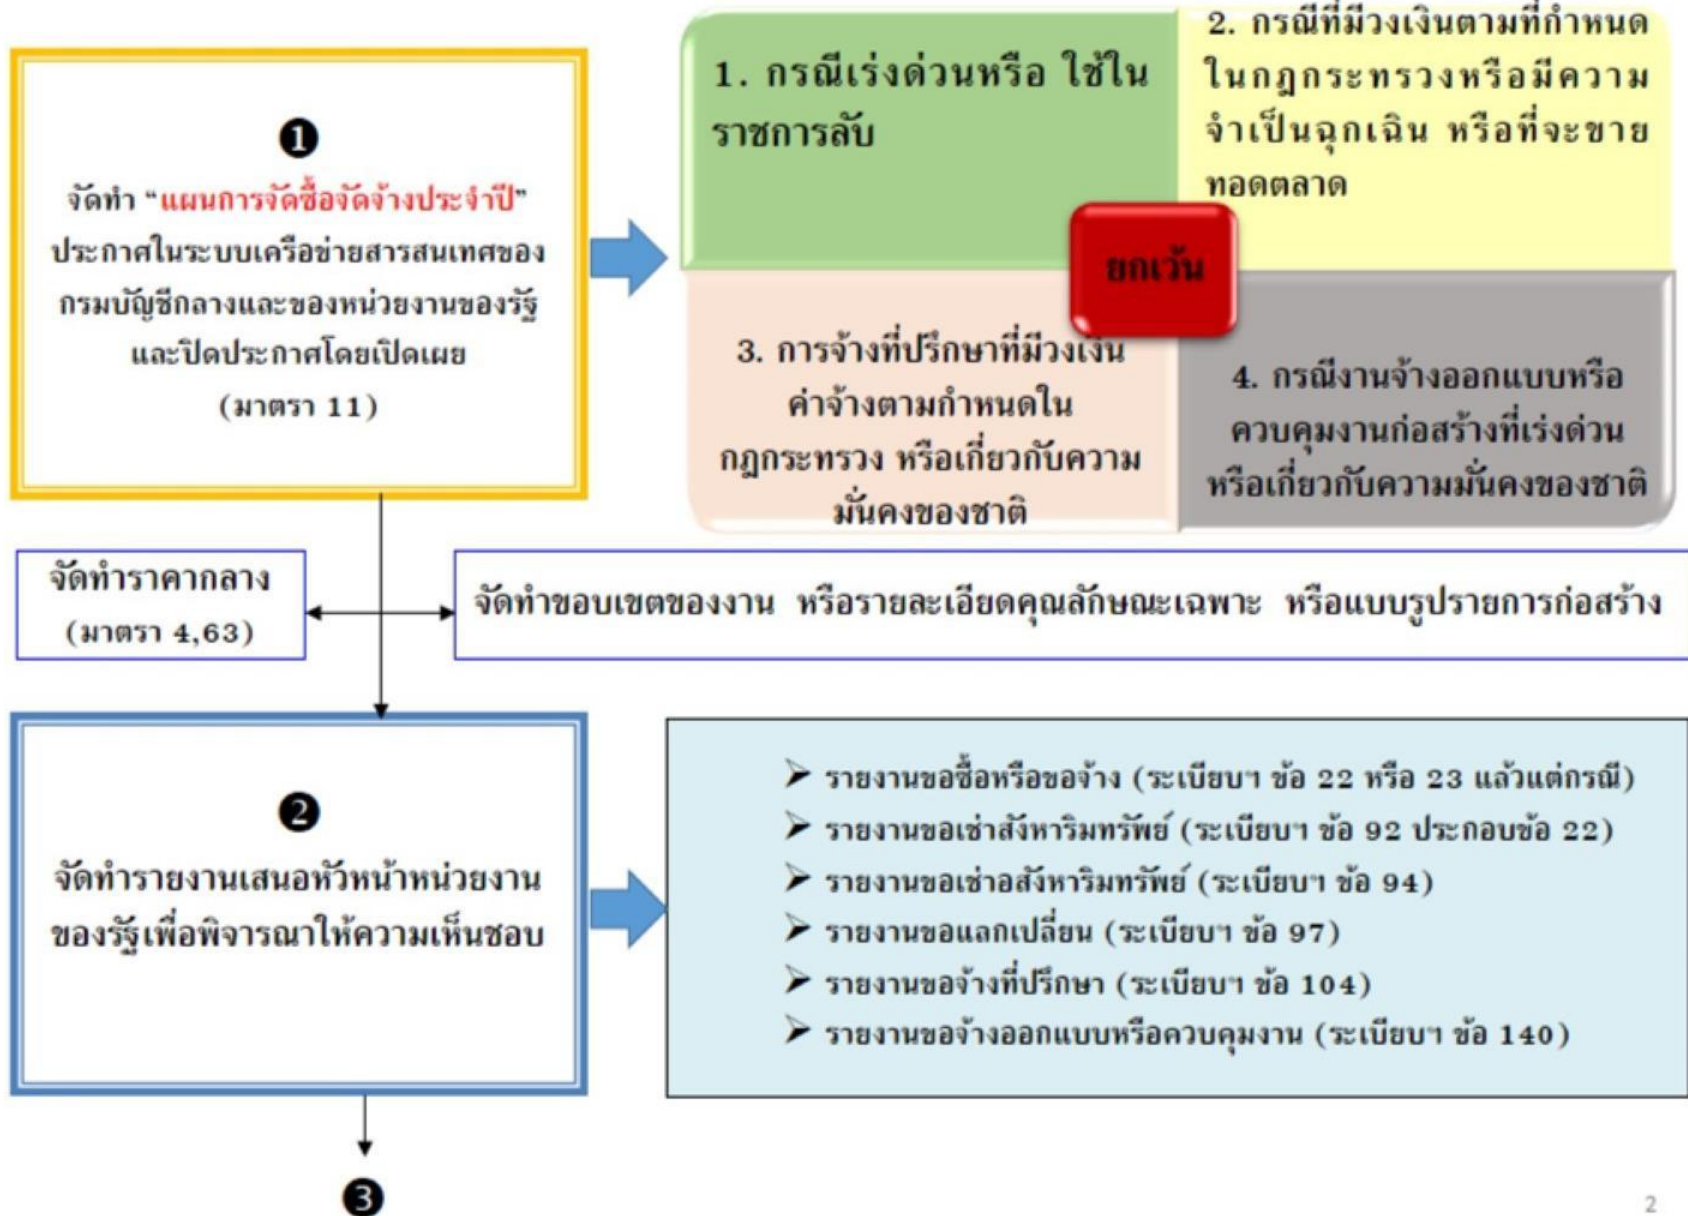 ❶
จัดทำ “แผนการจัดซื้อจัดจ้างประจำปี”
ประกาศในระบบเครือข่ายสารสนเทศของ
กรมบัญชีกลางและของหน่วยงานของรัฐ
และปิดประกาศโดยเปิดเผย
(มาตรา 11)
1. กรณีเร่งด่วนหรือ ใช้ใน
ราชการลับ
2. กรณีที่มีวงเงินตามที่กำหนด
ในกฎกระทรวงหรือมีความ
จำเป็นฉุกเฉิน หรือที่จะขาย
ทอดตลาด
ยกเว้น
3. การจ้างที่ปรึกษาที่มีวงเงิน
ค่าจ้างตามกำหนดใน
กฎกระทรวง หรือเกี่ยวกับความ
มั่นคงของชาติ
4. กรณีงานจ้างออกแบบหรือ
ควบคุมงานก่อสร้างที่เร่งด่วน
หรือเกี่ยวกับความมั่นคงของชาติ
จัดทำราคากลาง
(มาตรา 4,63)
จัดทำขอบเขตของงาน หรือรายละเอียดคุณลักษณะเฉพาะ หรือแบบรูปรายการก่อสร้าง
❷
จัดทำรายงานเสนอหัวหน้าหน่วยงาน
ของรัฐเพื่อพิจารณาให้ความเห็นชอบ
➢ รายงานขอซื้อหรือขอจ้าง (ระเบียบฯ ข้อ 22 หรือ 23 แล้วแต่กรณี)
➢ รายงานขอเช่าสังหาริมทรัพย์ (ระเบียบฯ ข้อ 92 ประกอบข้อ 22)
➢ รายงานขอเช่าอสังหาริมทรัพย์ (ระเบียบฯ ข้อ 94)
➢ รายงานขอแลกเปลี่ยน (ระเบียบฯ ข้อ 97)
➢ รายงานขอจ้างที่ปรึกษา (ระเบียบฯ ข้อ 104)
➢ รายงานขอจ้างออกแบบหรือควบคุมงาน (ระเบียบฯ ข้อ 140)
❸
2